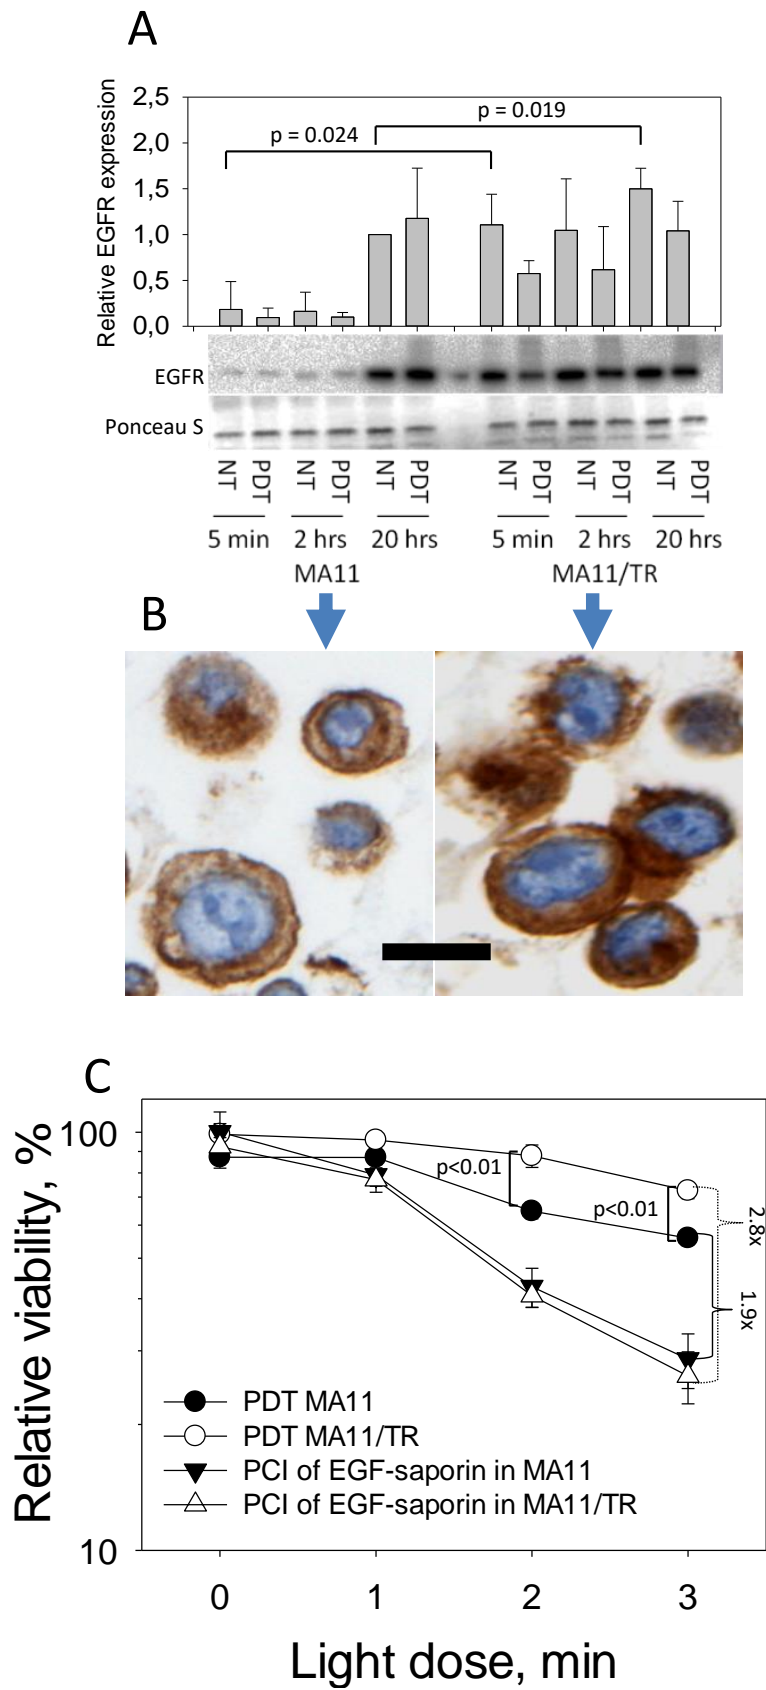 A
2,5
2,0
1,5
1,0
0,5
0,0
Relative EGFR expression
p = 0.024
p = 0.019
EGFR
Ponceau S
NT PDT NT PDT NT PDT NT PDT NT PDT NT PDT
5 min 2 hrs 20 hrs 5 min 2 hrs 20 hrs
MA11 MA11/TR
B
C
Relative viability, %
100
10
p<0.01
p<0.01
2.8x
1.9x
PDT MA11
PDT MA11/TR
PCI of EGF-saporin in MA11
PCI of EGF-saporin in MA11/TR
0 1 2 3
Light dose, min